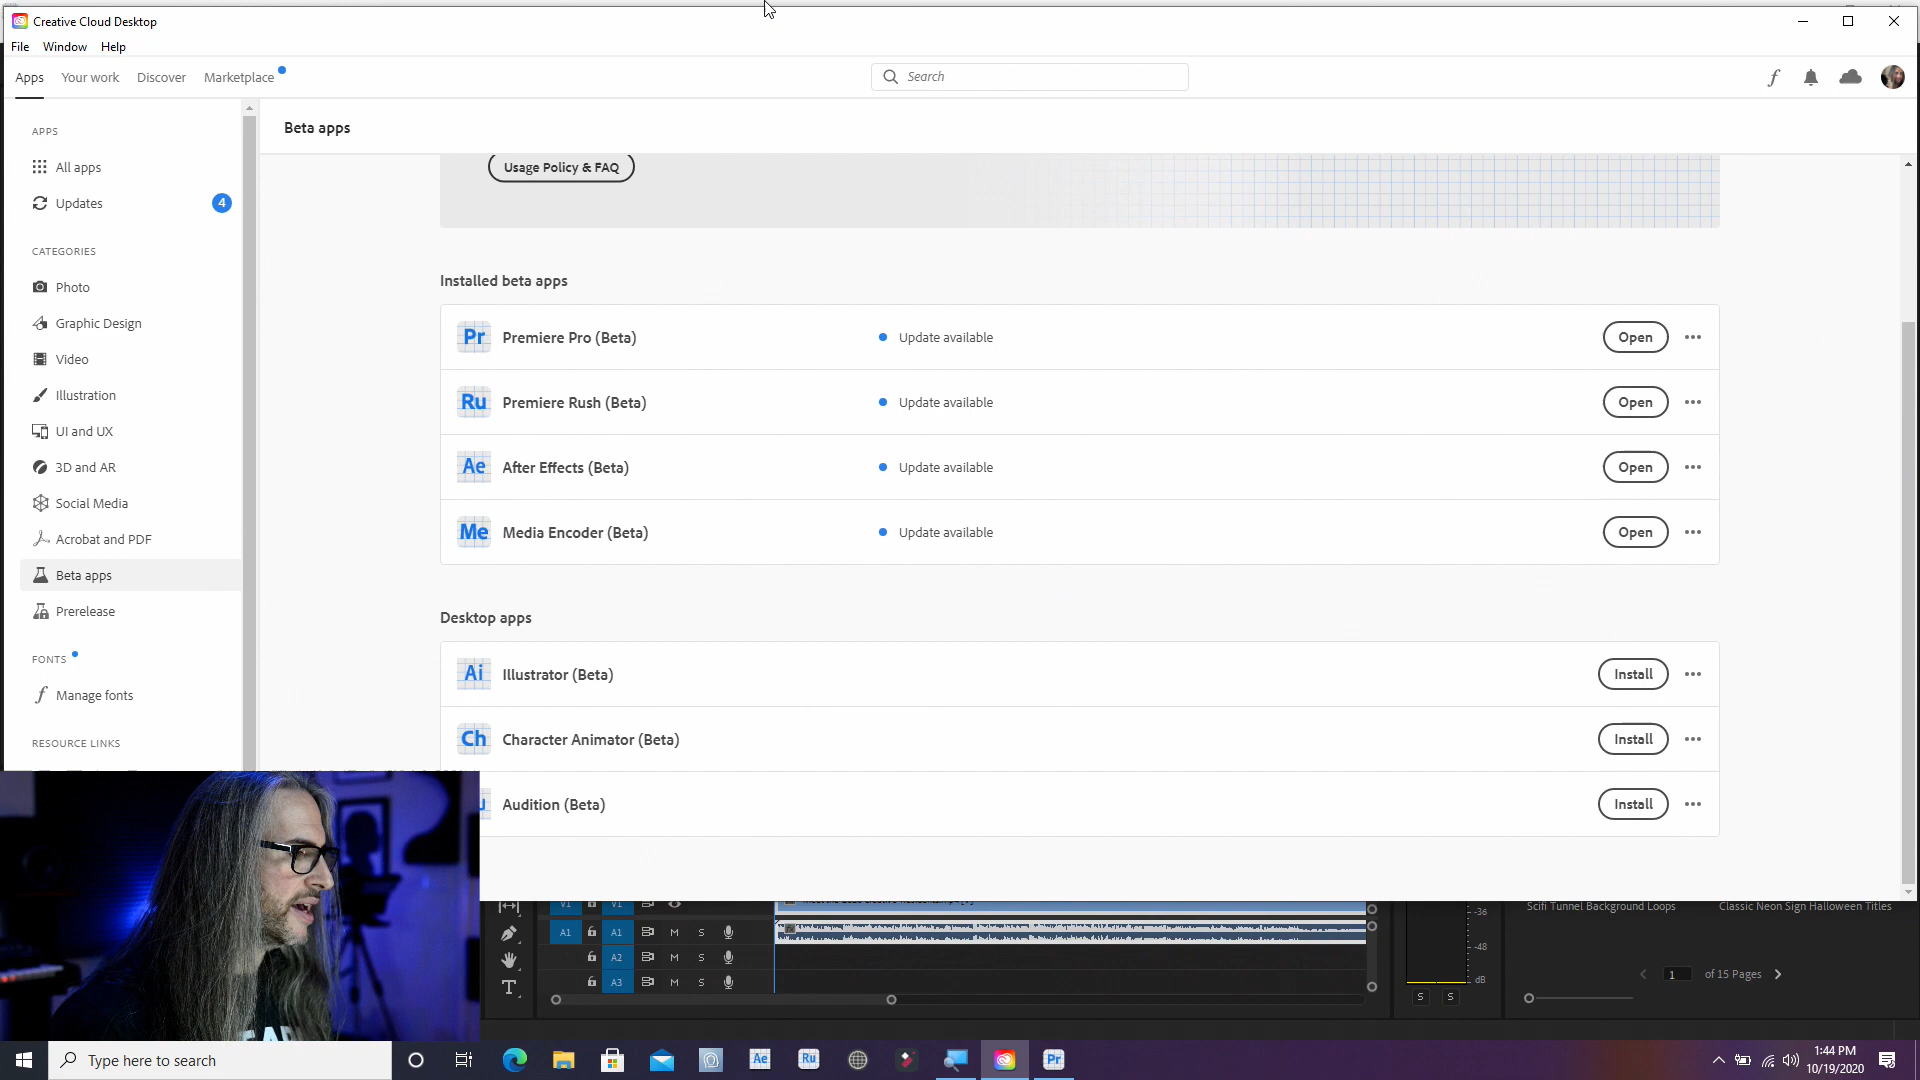 Creative Cloud Desktop
File Window Help
Apps Your work Discover Marketplace
Search
APPS
All apps
Updates 4
CATEGORIES
Photo
Graphic Design
Video
Illustration
UI and UX
3D and AR
Social Media
Acrobat and PDF
Beta apps
Prerelease
FONTS
Manage fonts
RESOURCE LINKS
Beta apps
Usage Policy & FAQ
Installed beta apps
Pr Premiere Pro (Beta) Update available Open
Ru Premiere Rush (Beta) Update available Open
Ae After Effects (Beta) Update available Open
Me Media Encoder (Beta) Update available Open
Desktop apps
Ai Illustrator (Beta) Install
Ch Character Animator (Beta) Install
Audition (Beta) Install
V1 V1
A1 A1 M S
A2 M S
A3 M S
-36
-48
dB
S S
Scifi Tunnel Background Loops Classic Neon Sign Halloween Titles
1 of 15 Pages
Type here to search
Ae Ru Pr
1:44 PM
10/19/2020